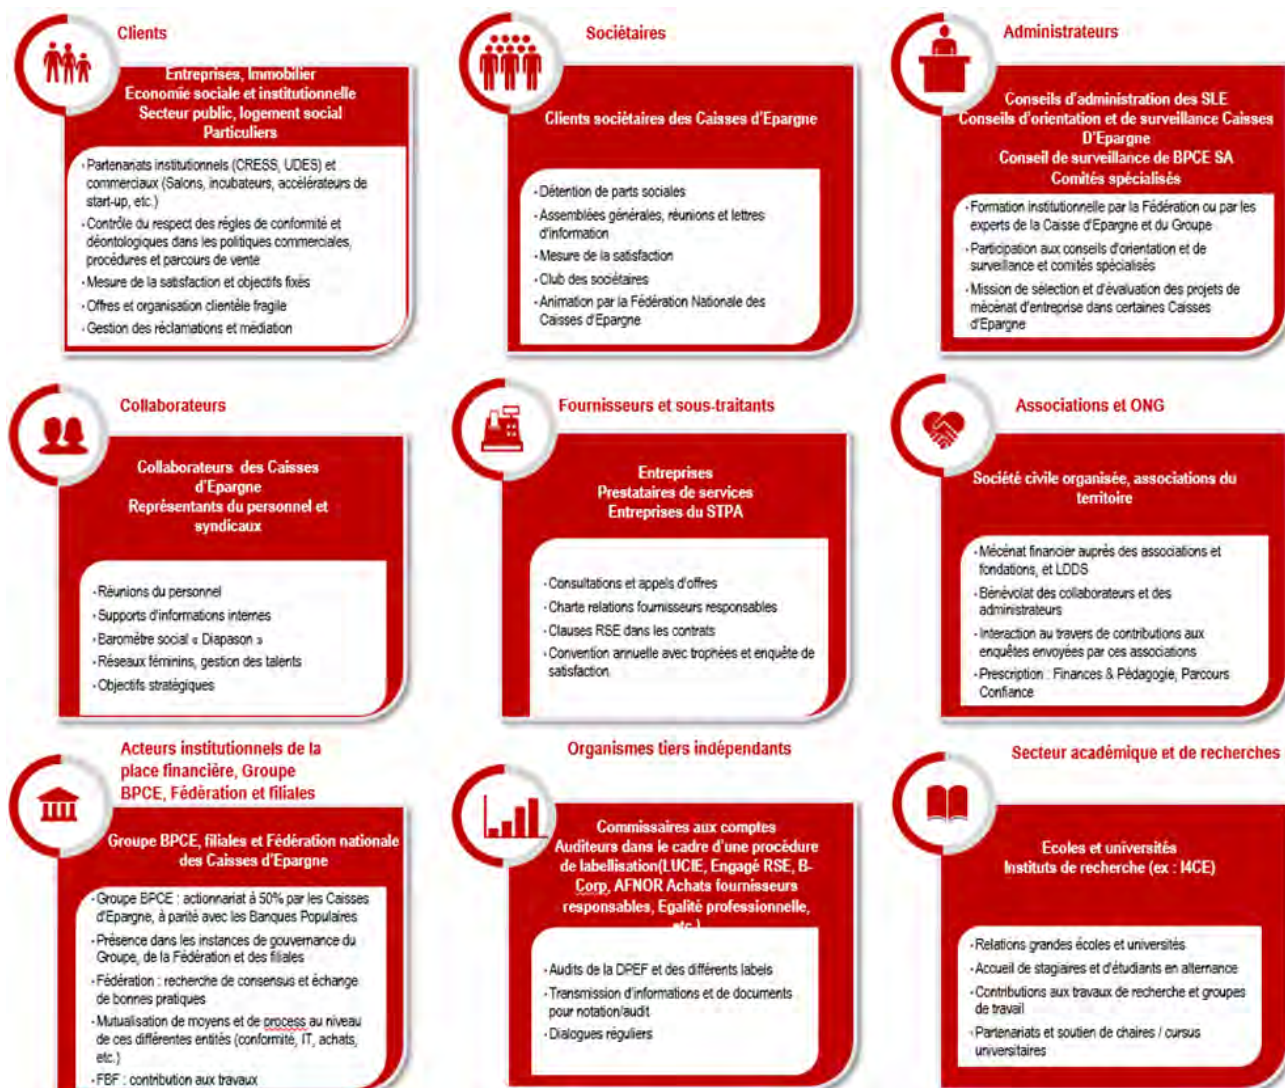 Clients
Entreprises, Immobilier
Economie sociale et institutionnelle
Secteur public, logement social
Particuliers
- Partenariats institutionnels (CRESS, UDES) et
commerciaux (Salons, incubateurs, accélérateurs de
start-up, etc.)
- Contrôle du respect des règles de conformité et
déontologiques dans les politiques commerciales,
procédures et parcours de vente
- Mesure de la satisfaction et objectifs fixés
- Offres et organisation clientèle fragile
- Gestion des réclamations et médiation
Sociétaires
Clients sociétaires des Caisses d'Epargne
- Détention de parts sociales
- Assemblées générales, réunions et lettres
d'information
- Mesure de la satisfaction
- Club des sociétaires
- Animation par la Fédération Nationale des
Caisses d'Epargne
Administrateurs
Conseils d'administration des SLE
Conseils d'orientation et de surveillance Caisses
D'Epargne
Conseil de surveillance de BPCE SA
Comités spécialisés
- Formation institutionnelle par la Fédération ou par les
experts de la Caisse d'Epargne et du Groupe
- Participation aux conseils d'orientation et de
surveillance et comités spécialisés
- Mission de sélection et d'évaluation des projets de
mécénat d'entreprise dans certaines Caisses
d'Epargne
Collaborateurs
Collaborateurs des Caisses
d'Epargne
Représentants du personnel et
syndicaux
- Réunions du personnel
- Supports d'informations internes
- Baromètre social « Diapason »
- Réseaux féminins, gestion des talents
- Objectifs stratégiques
Fournisseurs et sous-traitants
Entreprises
Prestataires de services
Entreprises du STPA
- Consultations et appels d'offres
- Charte relations fournisseurs responsables
- Clauses RSE dans les contrats
- Convention annuelle avec trophées et enquête de
satisfaction
Associations et ONG
Société civile organisée, associations du
territoire
- Mécénat financier auprès des associations et
fondations, et LDDS
- Bénévolat des collaborateurs et des
administrateurs
- Interaction au travers de contributions aux
enquêtes envoyées par ces associations
- Prescription : Finances & Pédagogie, Parcours
Confiance
Acteurs institutionnels de la
place financière, Groupe
BPCE, Fédération et filiales
Groupe BPCE, filiales et Fédération nationale
des Caisses d'Epargne
- Groupe BPCE : actionnariat à 50% par les Caisses
d'Epargne, à parité avec les Banques Populaires
- Présence dans les instances de gouvernance du
Groupe, de la Fédération et des filiales
- Fédération : recherche de consensus et échange
de bonnes pratiques
- Mutualisation de moyens et de process au niveau
de ces différentes entités (conformité, IT, achats,
etc.)
- FBF : contribution aux travaux
Organismes tiers indépendants
Commissaires aux comptes
Auditeurs dans le cadre d'une procédure
de labellisation(LUCIE, Engagé RSE, B-
Corp, AFNOR Achats fournisseurs
responsables, Egalité professionnelle,
etc.)
- Audits de la DPEF et des différents labels
- Transmission d'informations et de documents
pour notation/audit
- Dialogues réguliers
Secteur académique et de recherches
Ecoles et universités
Instituts de recherche (ex : I4CE)
- Relations grandes écoles et universités
- Accueil de stagiaires et d'étudiants en alternance
- Contributions aux travaux de recherche et groupes
de travail
- Partenariats et soutien de chaires / cursus
universitaires